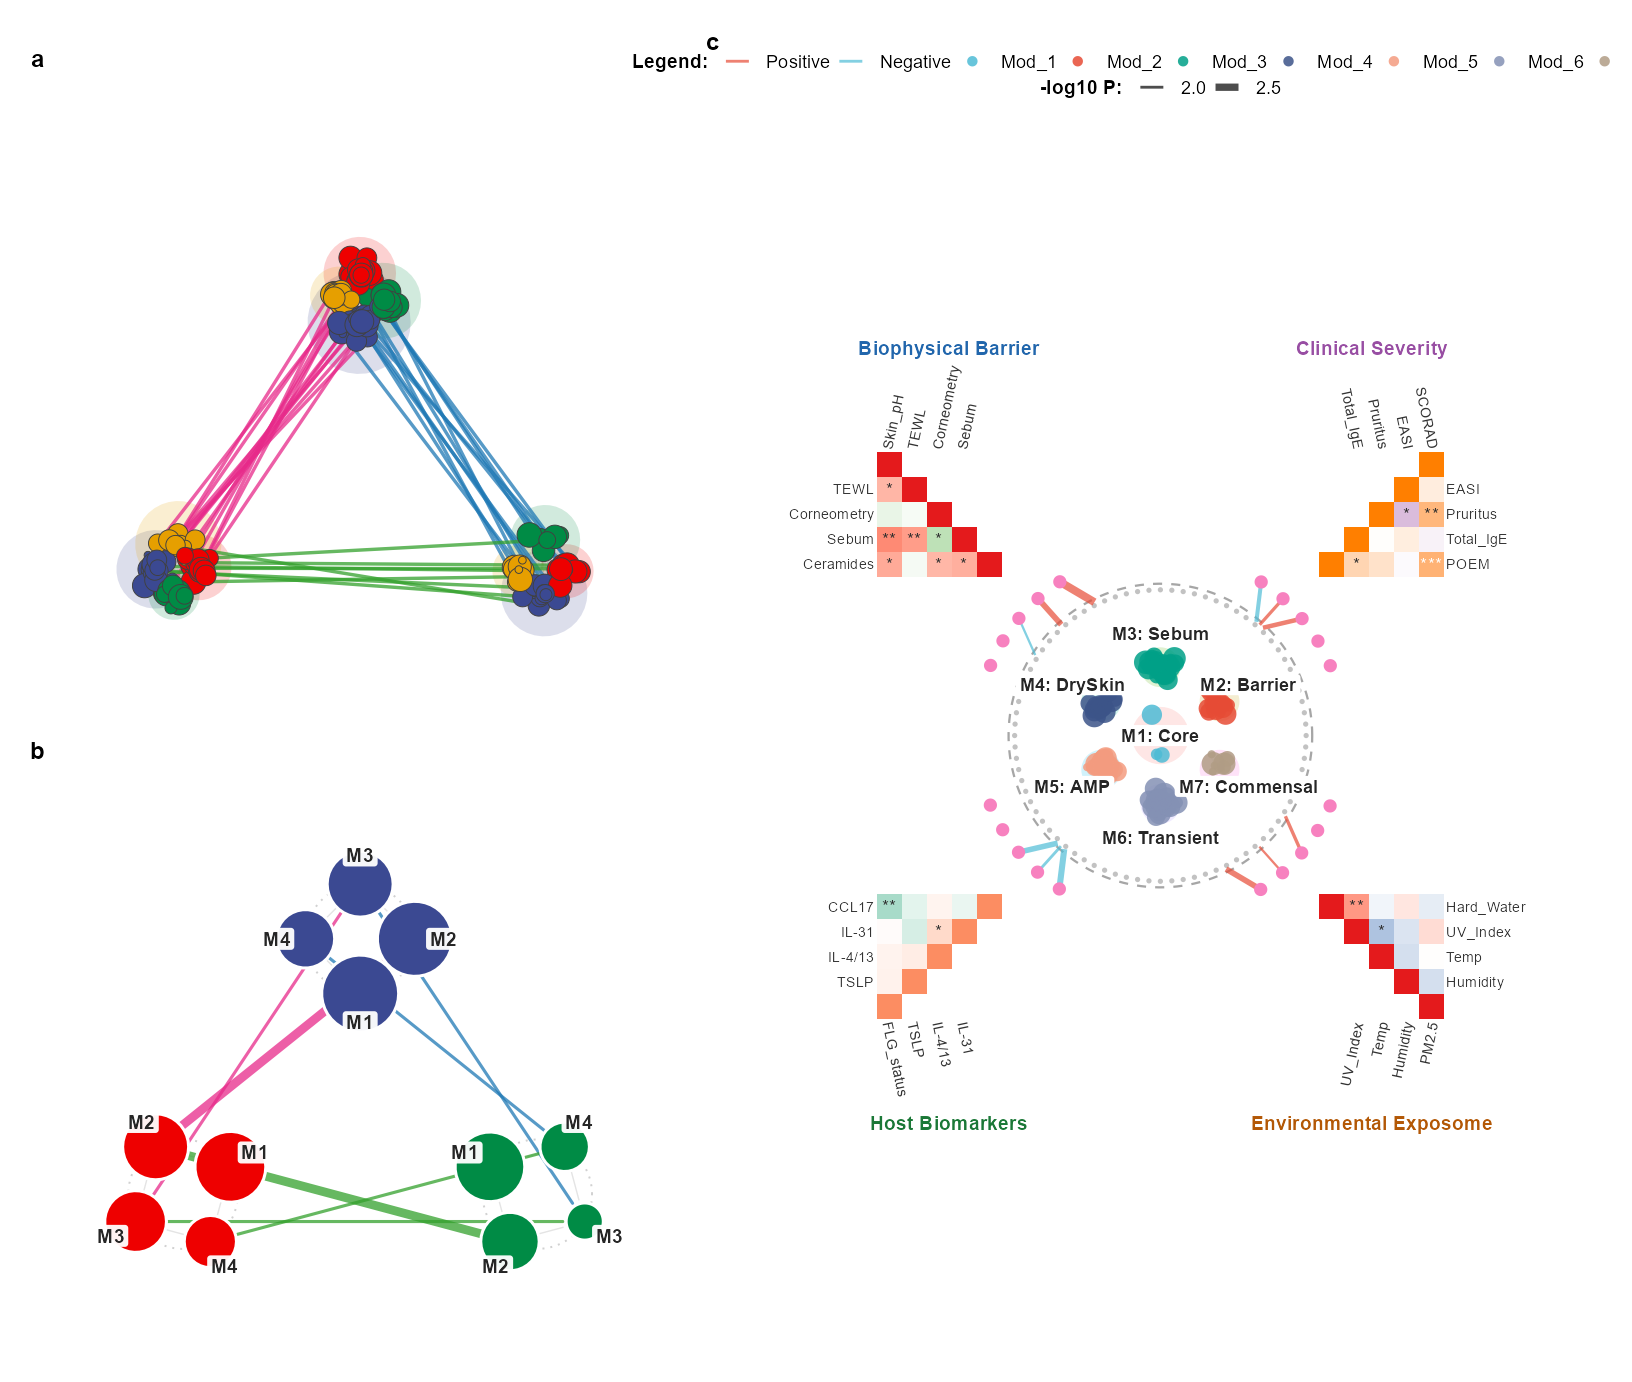 a
c
Legend: Positive Negative Mod_1 Mod_2 Mod_3 Mod_4 Mod_5 Mod_6
-log10 P: 2.0 2.5
Biophysical Barrier
Skin_pH
TEWL
Corneometry
Sebum
TEWL *
Corneometry
Sebum ** ** *
Ceramides * * *
Clinical Severity
Total_IgE
Pruritus
EASI
SCORAD
EASI
* ** Pruritus
Total_IgE
* *** POEM
M3: Sebum
M4: DrySkin
M2: Barrier
M1: Core
M5: AMP
M7: Commensal
M6: Transient
b
M3
M4
M2
M1
M2
M1
M3
M4
M1
M4
M2
M3
CCL17 **
IL-31 *
IL-4/13
TSLP
FLG_status
TSLP
IL-4/13
IL-31
Host Biomarkers
** Hard_Water
* UV_Index
Temp
Humidity
UV_Index
Temp
Humidity
PM2.5
Environmental Exposome